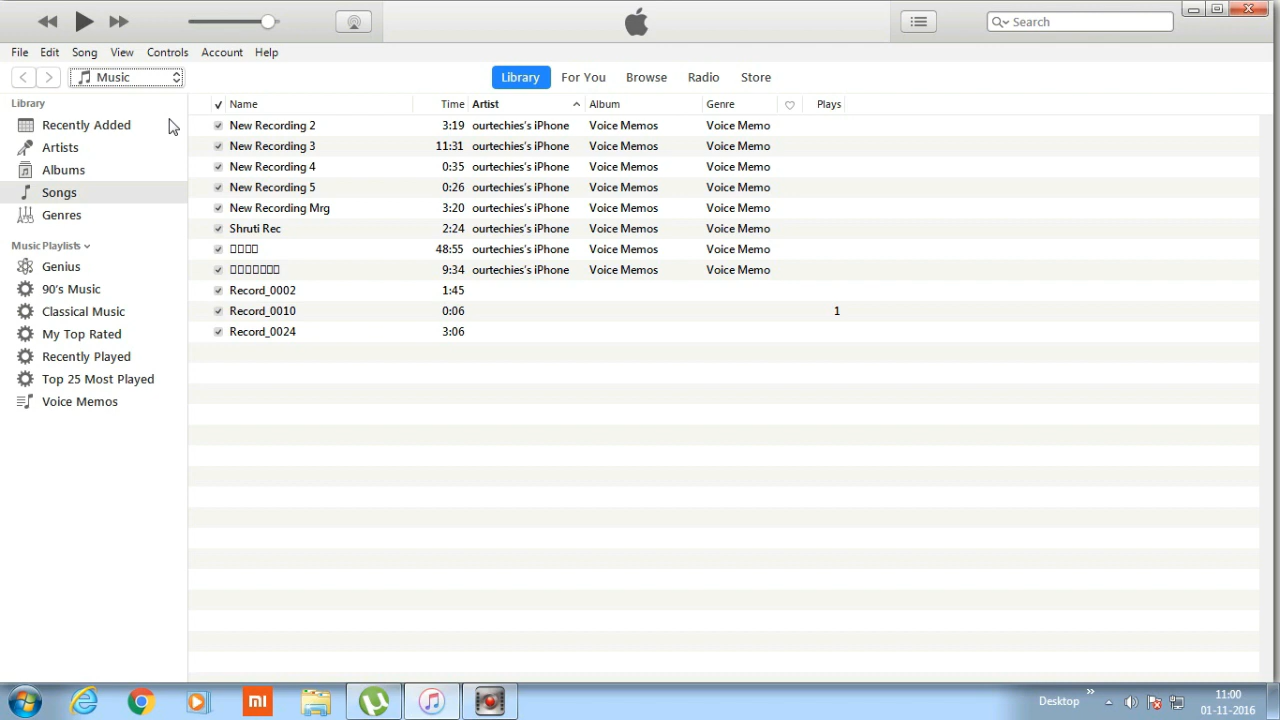 Search
File Edit Song View Controls Account Help
Music Library For You Browse Radio Store
Library
Recently Added
Artists
Albums
Songs
Genres
Music Playlists
Genius
90's Music
Classical Music
My Top Rated
Recently Played
Top 25 Most Played
Voice Memos
Name Time Artist Album Genre Plays
New Recording 2 3:19 ourtechies's iPhone Voice Memos Voice Memo
New Recording 3 11:31 ourtechies's iPhone Voice Memos Voice Memo
New Recording 4 0:35 ourtechies's iPhone Voice Memos Voice Memo
New Recording 5 0:26 ourtechies's iPhone Voice Memos Voice Memo
New Recording Mrg 3:20 ourtechies's iPhone Voice Memos Voice Memo
Shruti Rec 2:24 ourtechies's iPhone Voice Memos Voice Memo
48:55 ourtechies's iPhone Voice Memos Voice Memo
9:34 ourtechies's iPhone Voice Memos Voice Memo
Record_0002 1:45
Record_0010 0:06 1
Record_0024 3:06
mi
Desktop
11:00
01-11-2016